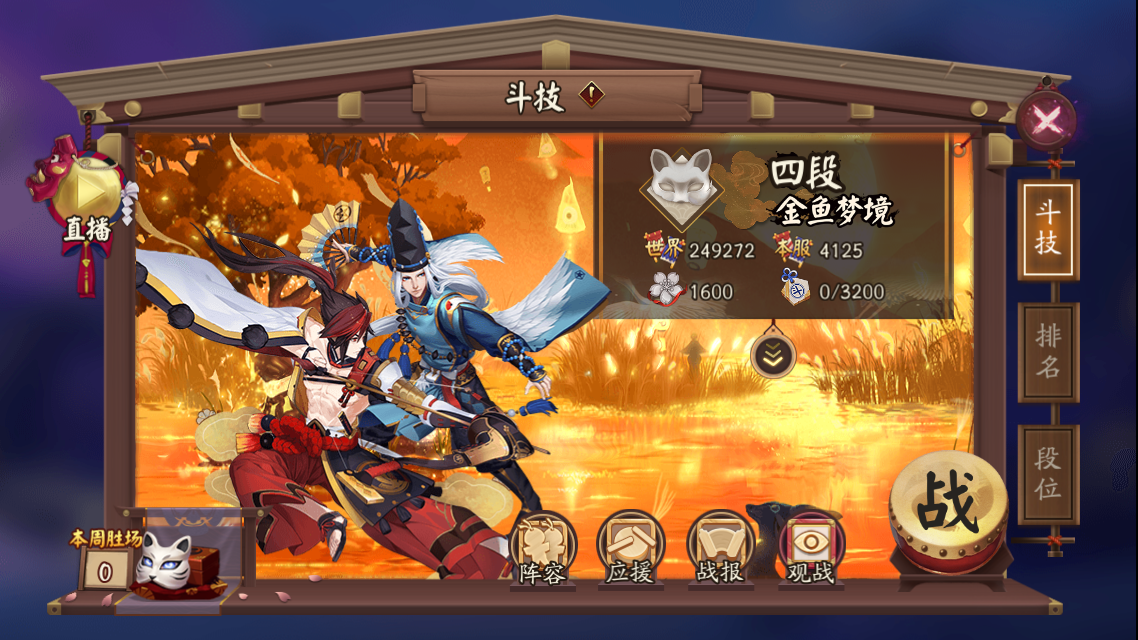 斗技
直播
四段
金鱼梦境
世界 249272 本服 4125
1600 0/3200
斗技
排名
段位
战
本周胜场
0
阵容 应援 战报 观战